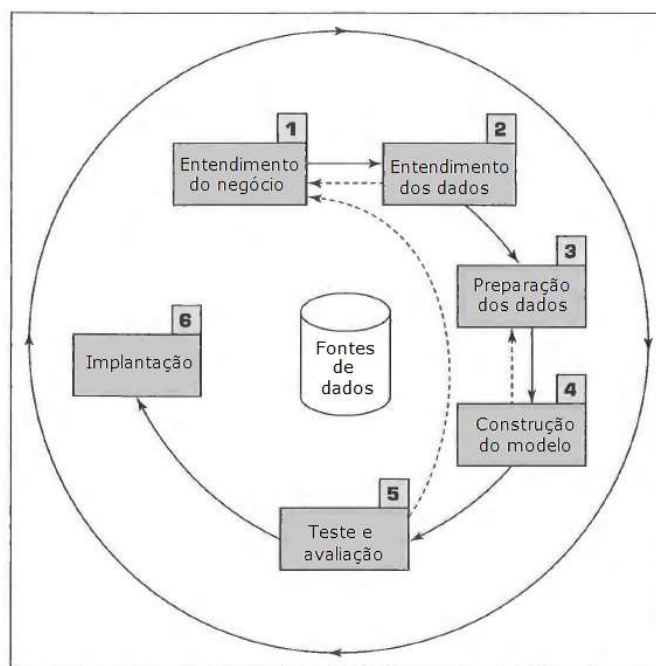 1
Entendimento
do negócio
2
Entendimento
dos dados
3
Preparação
dos dados
6
Implantação
Fontes
de
dados
4
Construção
do modelo
5
Teste e
avaliação